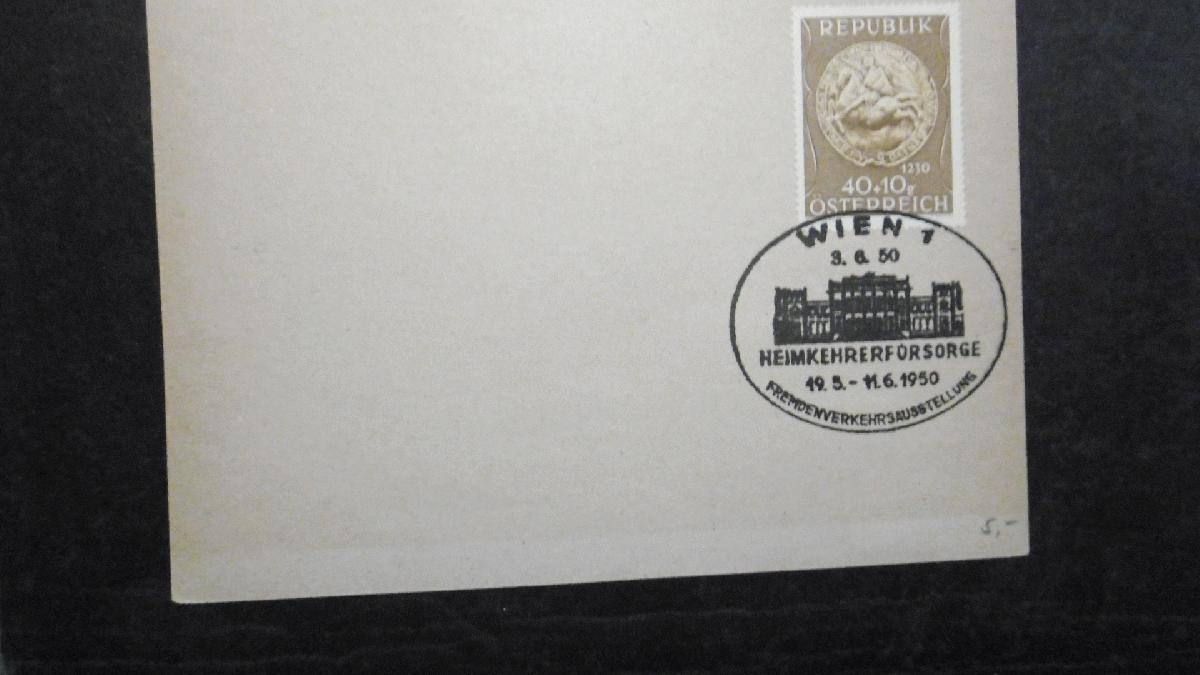 REPUBLIK
1230
40+10g
ÖSTERREICH
WIEN 1
3. 6. 50
HEIMKEHRERFÜRSORGE
19. 5. - 11. 6. 1950
FREMDENVERKEHRSAUSSTELLUNG
5,-